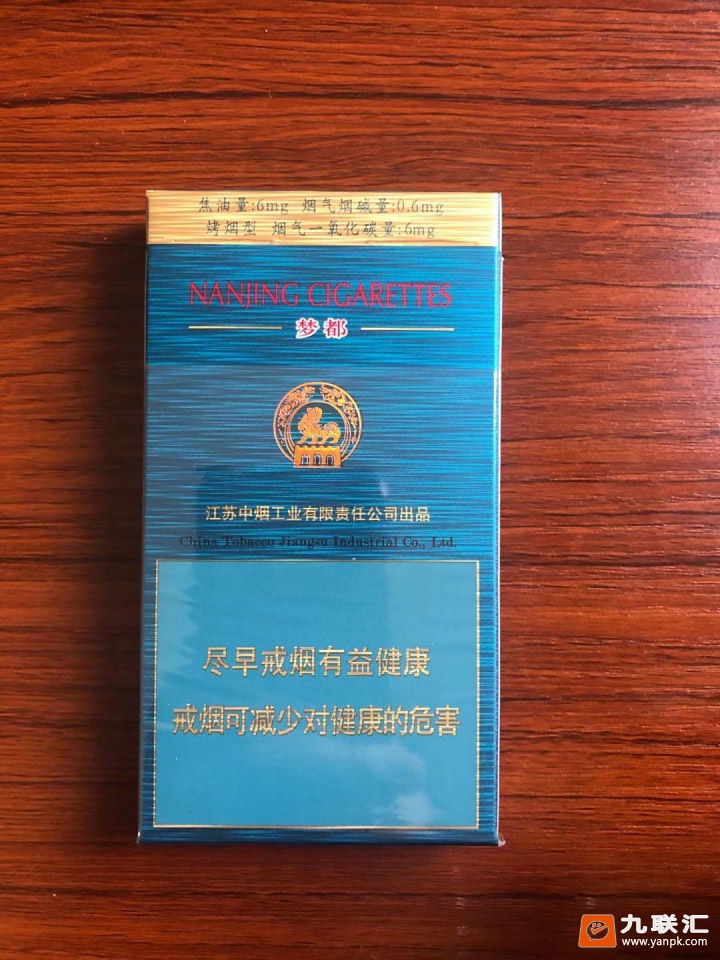 焦油量:6mg 烟气烟碱量:0.6mg
烤烟型 烟气一氧化碳量:6mg
NANJING CIGARETTES
梦都
江苏中烟工业有限责任公司出品
China Tobacco Jiangsu Industrial Co., Ltd.
尽早戒烟有益健康
戒烟可减少对健康的危害
九联汇
www.yanpk.com